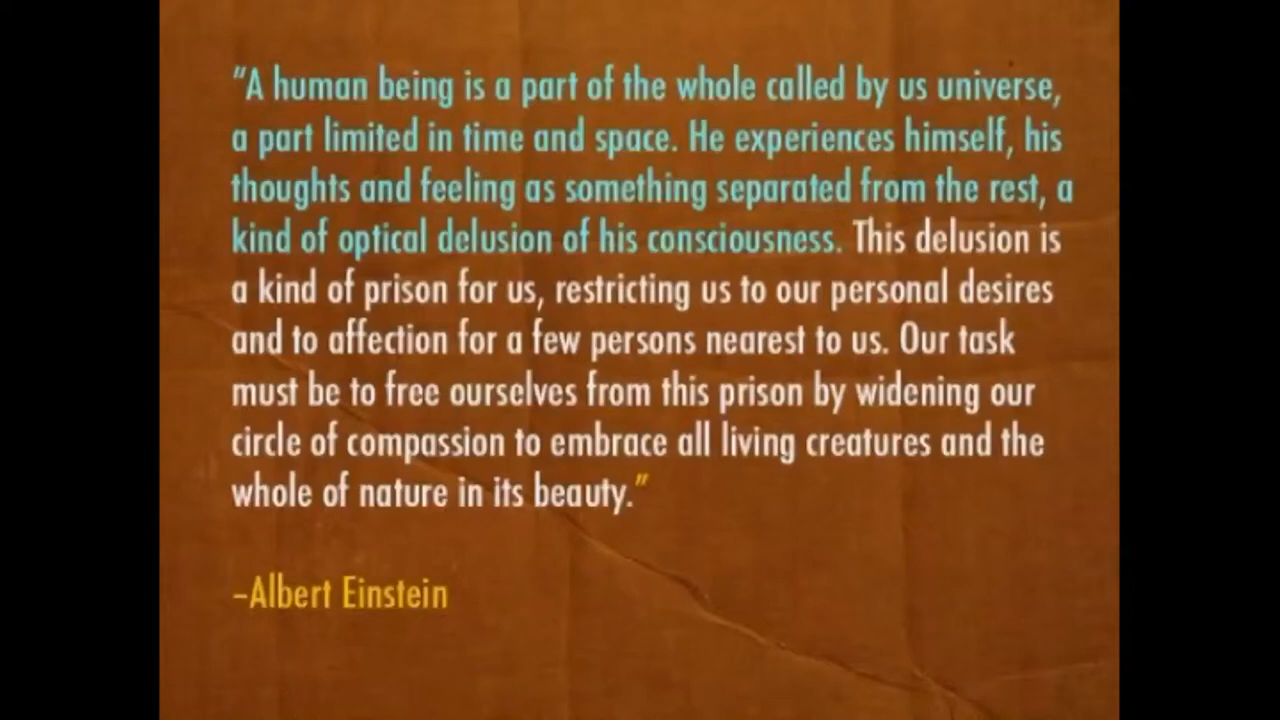 “A human being is a part of the whole called by us universe,
a part limited in time and space. He experiences himself, his
thoughts and feeling as something separated from the rest, a
kind of optical delusion of his consciousness. This delusion is
a kind of prison for us, restricting us to our personal desires
and to affection for a few persons nearest to us. Our task
must be to free ourselves from this prison by widening our
circle of compassion to embrace all living creatures and the
whole of nature in its beauty.”
–Albert Einstein